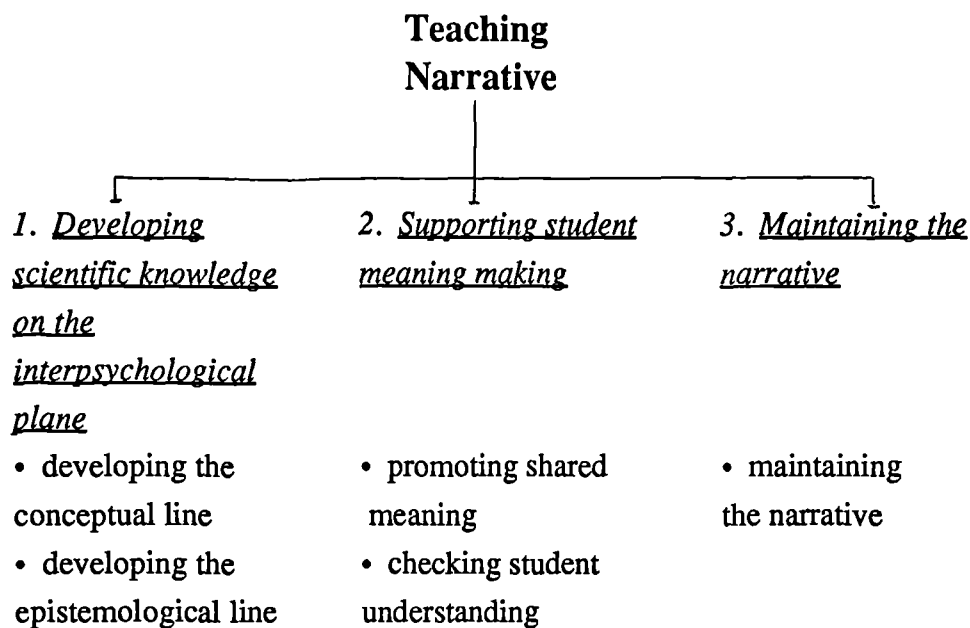 Teaching
Narrative
1. Developing
scientific knowledge
on the
interpsychological
plane
• developing the
conceptual line
• developing the
epistemological line
2. Supporting student
meaning making
• promoting shared
meaning
• checking student
understanding
3. Maintaining the
narrative
• maintaining
the narrative